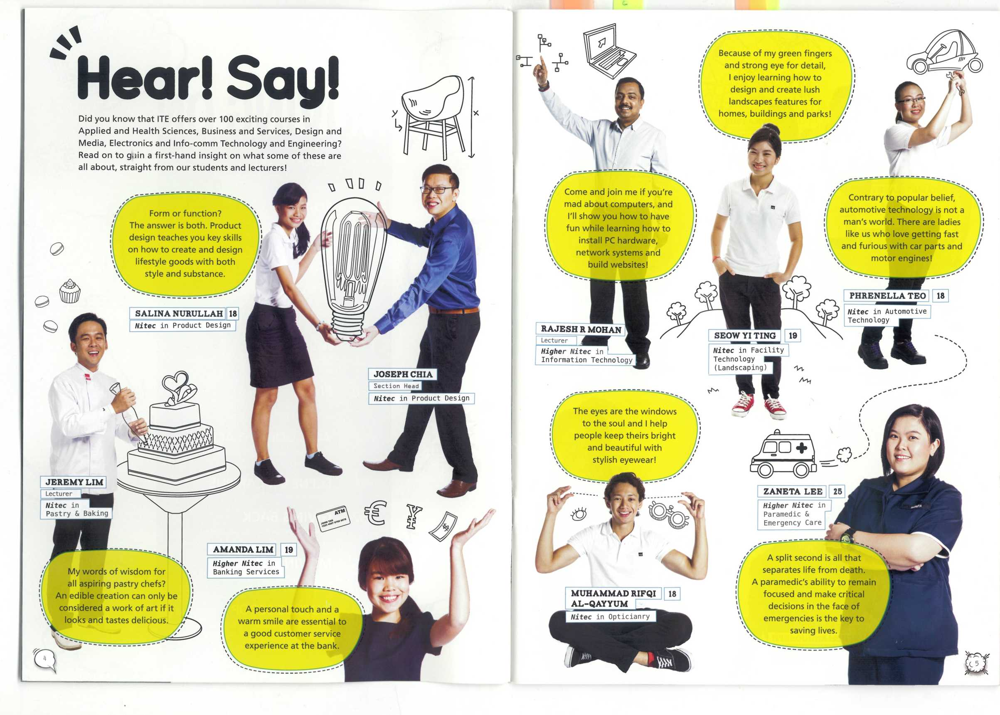 Hear! Say!
Did you know that ITE offers over 100 exciting courses in
Applied and Health Sciences, Business and Services, Design and
Media, Electronics and Info-comm Technology and Engineering?
Read on to gain a first-hand insight on what some of these are
all about, straight from our students and lecturers!
y
x
Form or function?
The answer is both. Product
design teaches you key skills
on how to create and design
lifestyle goods with both
style and substance.
SALINA NURULLAH 18
Nitec in Product Design
JOSEPH CHIA
Section Head
Nitec in Product Design
JEREMY LIM
Lecturer
Nitec in
Pastry & Baking
My words of wisdom for
all aspiring pastry chefs?
An edible creation can only be
considered a work of art if it
looks and tastes delicious.
ATM
JOHN TAN
€
¥
$
AMANDA LIM 19
Higher Nitec in
Banking Services
A personal touch and a
warm smile are essential to
a good customer service
experience at the bank.
4
Come and join me if you're
mad about computers, and
I'll show you how to have
fun while learning how to
install PC hardware,
network systems and
build websites!
RAJESH R MOHAN
Lecturer
Higher Nitec in
Information Technology
Because of my green fingers
and strong eye for detail,
I enjoy learning how to
design and create lush
landscapes features for
homes, buildings and parks!
SEOW YI TING 19
Nitec in Facility
Technology
(Landscaping)
Contrary to popular belief,
automotive technology is not a
man's world. There are ladies
like us who love getting fast
and furious with car parts and
motor engines!
PHRENELLA TEO 18
Nitec in Automotive
Technology
The eyes are the windows
to the soul and I help
people keep theirs bright
and beautiful with
stylish eyewear!
MUHAMMAD RIFQI 18
AL-QAYYUM
Nitec in Opticianry
ZANETA LEE 25
Higher Nitec in
Paramedic &
Emergency Care
ZANETA
A split second is all that
separates life from death.
A paramedic's ability to remain
focused and make critical
decisions in the face of
emergencies is the key to
saving lives.
5